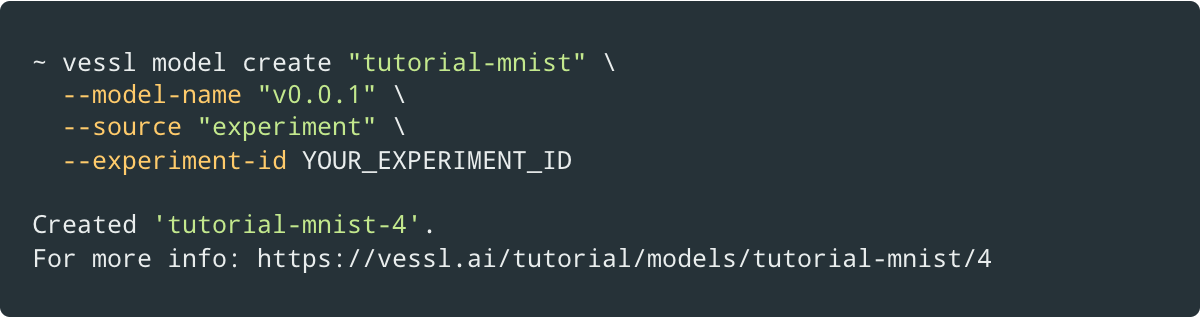 ~ vessl model create "tutorial-mnist" \
--model-name "v0.0.1" \
--source "experiment" \
--experiment-id YOUR_EXPERIMENT_ID
Created 'tutorial-mnist-4'.
For more info: https://vessl.ai/tutorial/models/tutorial-mnist/4